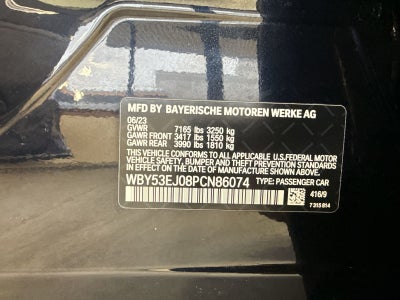 MFD BY BAYERISCHE MOTOREN WERKE AG
06/23
GVWR 7165 lbs 3250 kg
GAWR FRONT 3417 lbs 1550 kg
GAWR REAR 3990 lbs 1810 kg
THIS VEHICLE CONFORMS TO ALL APPLICABLE U.S. FEDERAL MOTOR
VEHICLE SAFETY, BUMPER, AND THEFT PREVENTION STANDARDS
IN EFFECT ON THE DATE OF MANUFACTURE SHOWN ABOVE.
WBY53EJ08PCN86074 TYPE: PASSENGER CAR
416/9
7 315 814